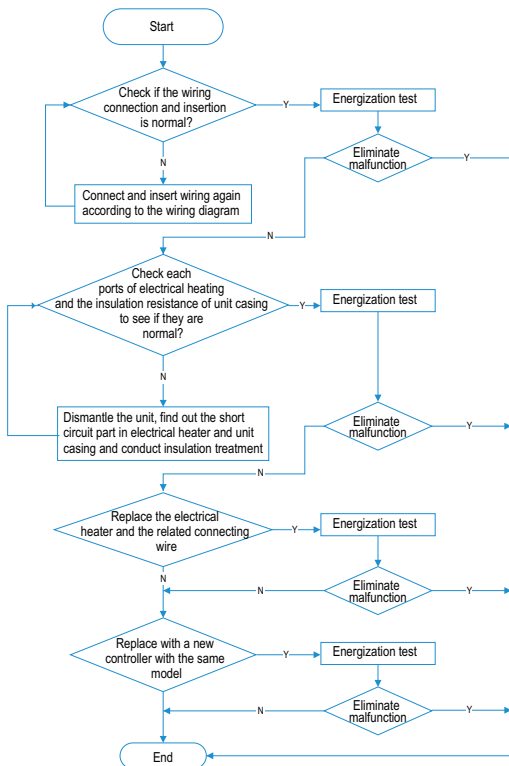 Start
Check if the wiring
connection and insertion
is normal?
Y
Energization test
Eliminate
malfunction
Y
N
N
Connect and insert wiring again
according to the wiring diagram
Check each
ports of electrical heating
and the insulation resistance of unit casing
to see if they are
normal?
Y
Energization test
N
Dismantle the unit, find out the short
circuit part in electrical heater and unit
casing and conduct insulation treatment
Eliminate
malfunction
Y
N
Replace the electrical
heater and the related connecting
wire
Y
Energization test
N
Eliminate
malfunction
N
Y
Replace with a new
controller with the same
model
Y
Energization test
Eliminate
malfunction
N
Y
N
End